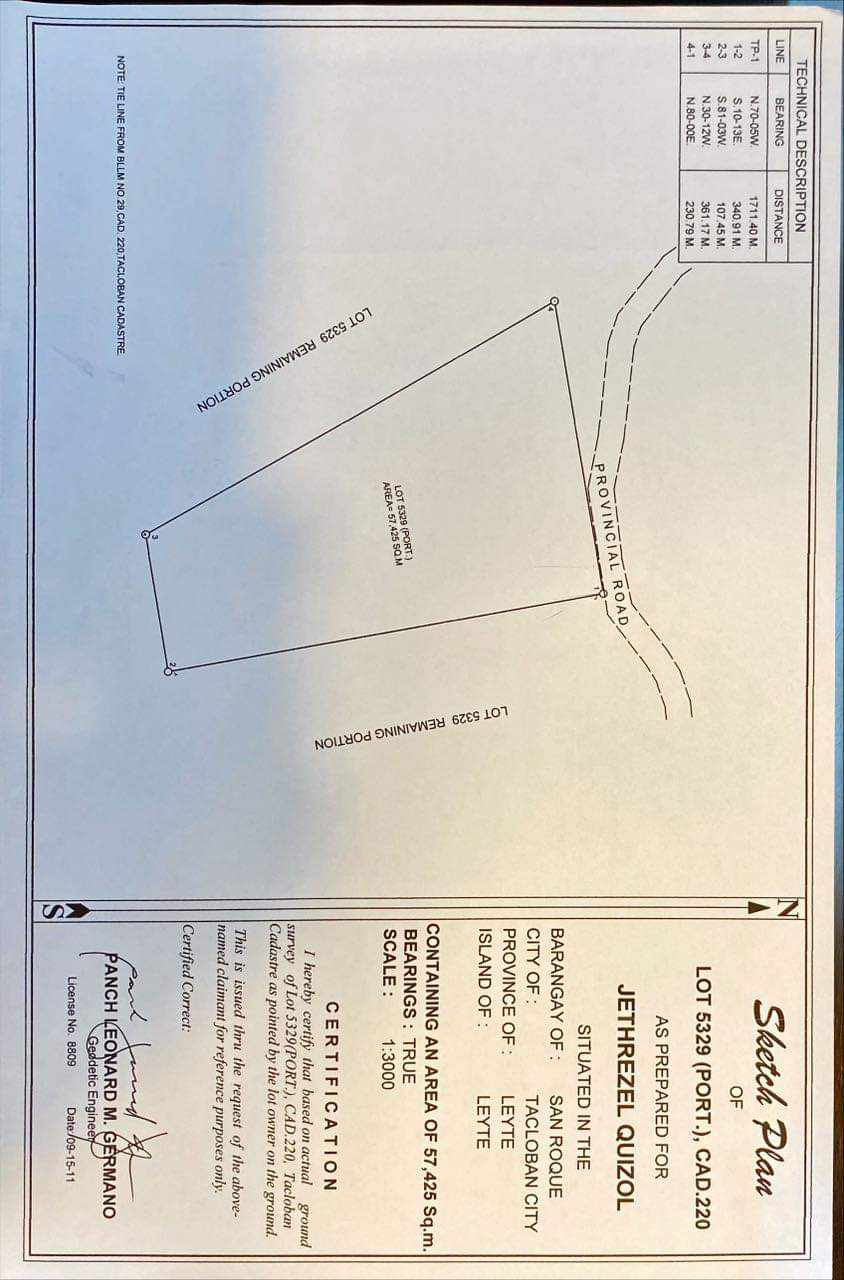 TECHNICAL DESCRIPTION
LINE BEARING DISTANCE
TP-1 N.70-05W. 1711.40 M.
1-2 S.10-13E. 340.91 M.
2-3 S.81-03W. 107.45 M.
3-4 N.30-12W. 361.17 M.
4-1 N.80-00E. 230.79 M.
PROVINCIAL ROAD
4
1
LOT 5329 REMAINING PORTION
LOT 5329 (PORT.)
AREA= 57,425 SQ.M
LOT 5329 REMAINING PORTION
3
2
NOTE: TIE LINE FROM BLLM NO 29,CAD. 220,TACLOBAN CADASTRE.
N
S
Sketch Plan
OF
LOT 5329 (PORT.), CAD.220
AS PREPARED FOR
JETHREZEL QUIZOL
SITUATED IN THE
BARANGAY OF : SAN ROQUE
CITY OF : TACLOBAN CITY
PROVINCE OF : LEYTE
ISLAND OF : LEYTE
CONTAINING AN AREA OF 57,425 Sq.m.
BEARINGS : TRUE
SCALE : 1:3000
CERTIFICATION
I hereby certify that based on actual ground
survey of Lot 5329(PORT.), CAD.220, Tacloban
Cadastre as pointed by the lot owner on the ground.
This is issued thru the request of the above-
named claimant for reference purposes only.
Certified Correct:
PANCH LEONARD M. GERMANO
Geodetic Engineer
License No. 8809 Date:/09-15-11